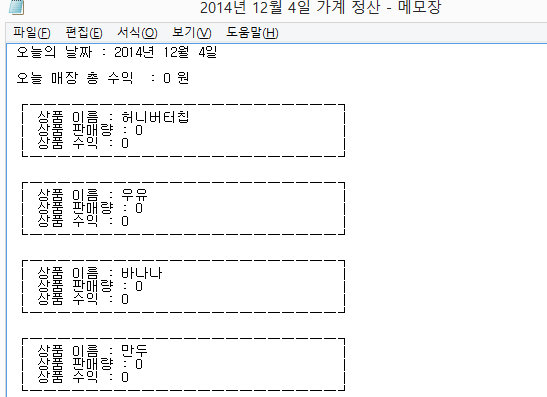 2014년 12월 4일 가계 정산 - 메모장
파일(F) 편집(E) 서식(O) 보기(V) 도움말(H)
오늘의 날짜 : 2014년 12월 4일
오늘 매장 총 수익 : 0 원
상품 이름 : 허니버터칩
상품 판매량 : 0
상품 수익 : 0
상품 이름 : 우유
상품 판매량 : 0
상품 수익 : 0
상품 이름 : 바나나
상품 판매량 : 0
상품 수익 : 0
상품 이름 : 만두
상품 판매량 : 0
상품 수익 : 0